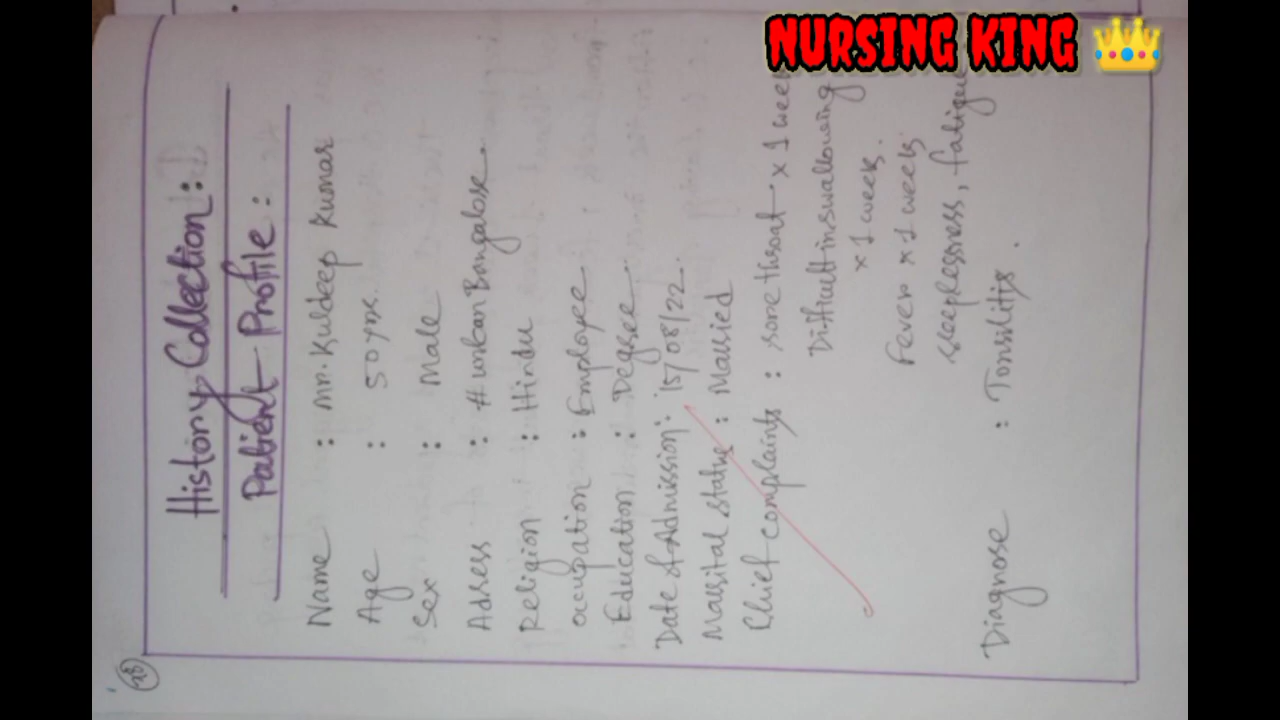 NURSING KING 👑
History Collection :
Patient Profile :
Name : Mr. Kuldeep Kumar
Age : 50 yrs.
Sex : Male
Adress : # urban Bangalore.
Religion : Hindu
occupation : Employee
Education : Degree.
Date of Admission : 15/08/22.
Marital Status : Married
Chief complaints : sore throat × 1 week
Difficult in swallowing
× 1 week.
Fever × 1 weeks
sleeplessness, fatigue
Diagnose : Tonsilitis.